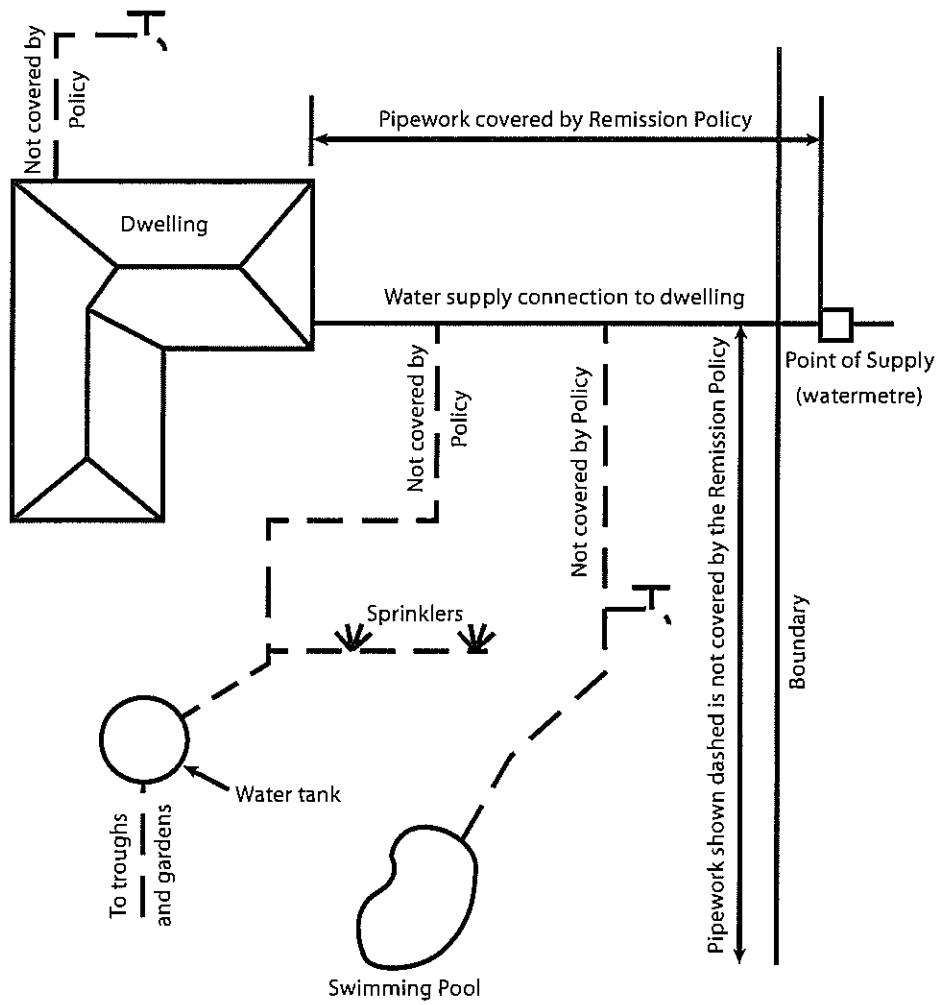 Not covered by
Policy
Pipework covered by Remission Policy
Dwelling
Water supply connection to dwelling
Point of Supply
(watermetre)
Not covered by
Policy
Not covered by Policy
Pipework shown dashed is not covered by the Remission Policy
Boundary
Sprinklers
Water tank
To troughs
and gardens
Swimming Pool